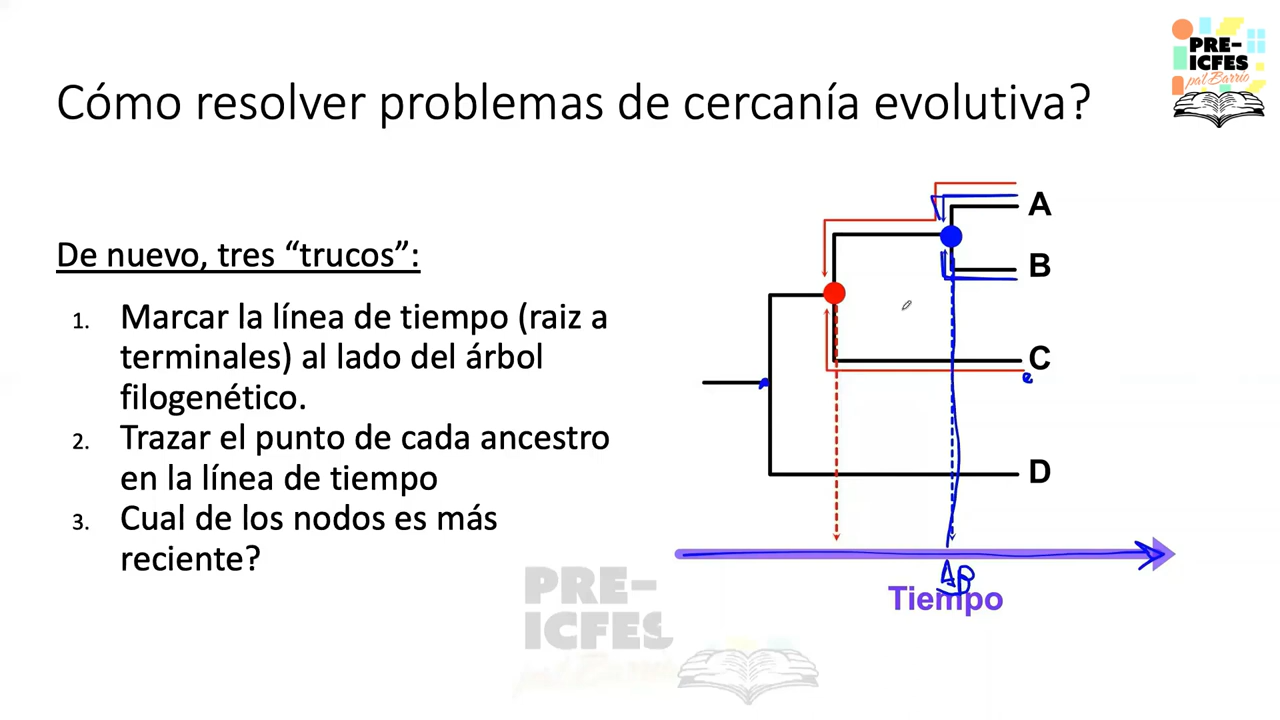 PRE-
ICFES
pal Barrio
Cómo resolver problemas de cercanía evolutiva?
De nuevo, tres “trucos”:
1. Marcar la línea de tiempo (raiz a
terminales) al lado del árbol
filogenético.
2. Trazar el punto de cada ancestro
en la línea de tiempo
3. Cual de los nodos es más
reciente?
A
B
C
D
AB
Tiempo
PRE-
ICFES
pal Barrio